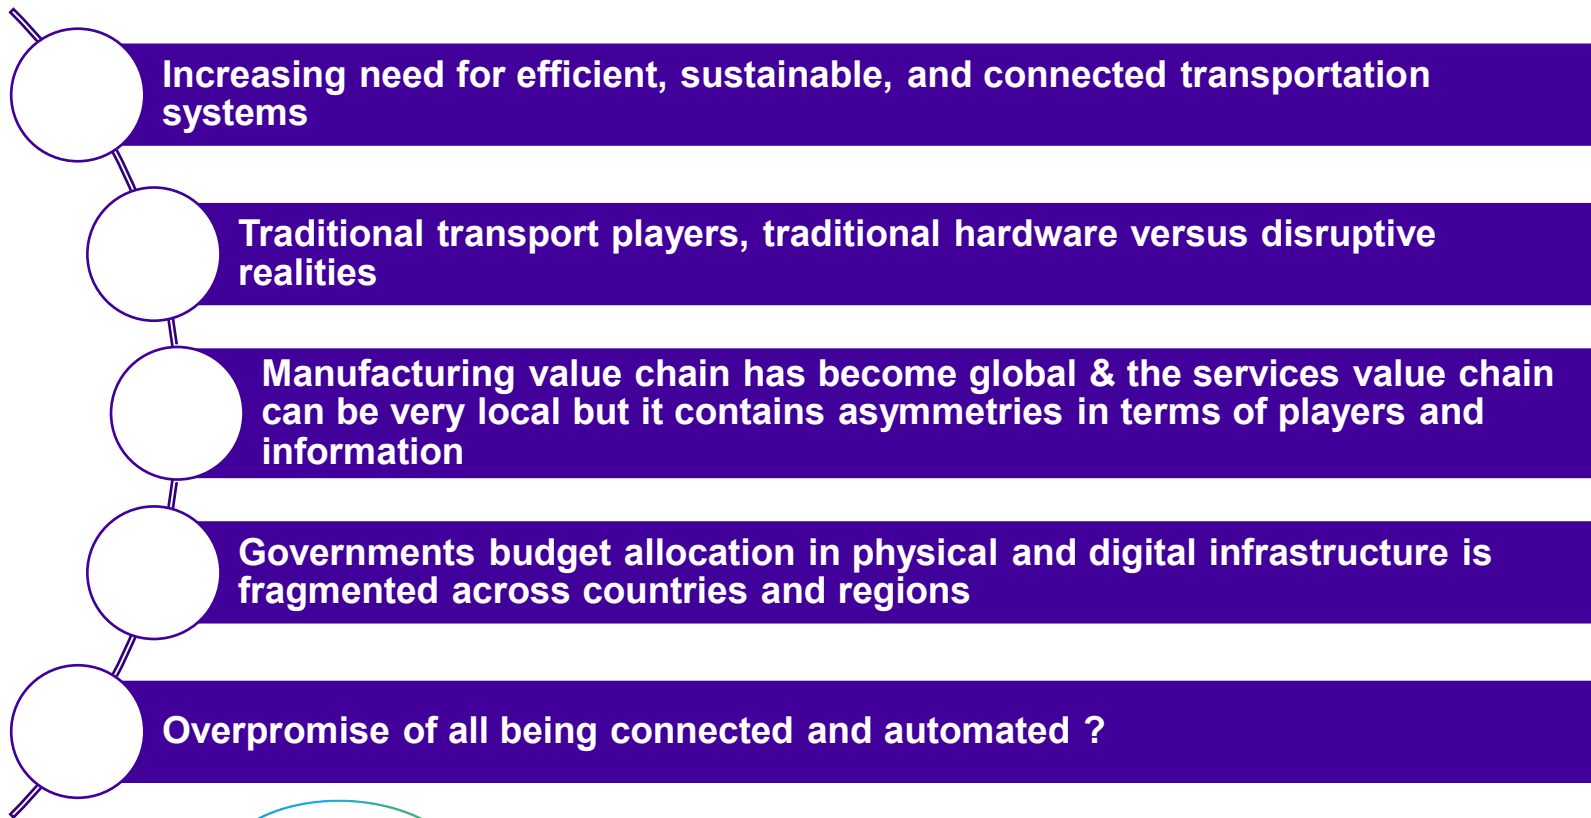 Increasing need for efficient, sustainable, and connected transportation
systems
Traditional transport players, traditional hardware versus disruptive
realities
Manufacturing value chain has become global & the services value chain
can be very local but it contains asymmetries in terms of players and
information
Governments budget allocation in physical and digital infrastructure is
fragmented across countries and regions
Overpromise of all being connected and automated ?